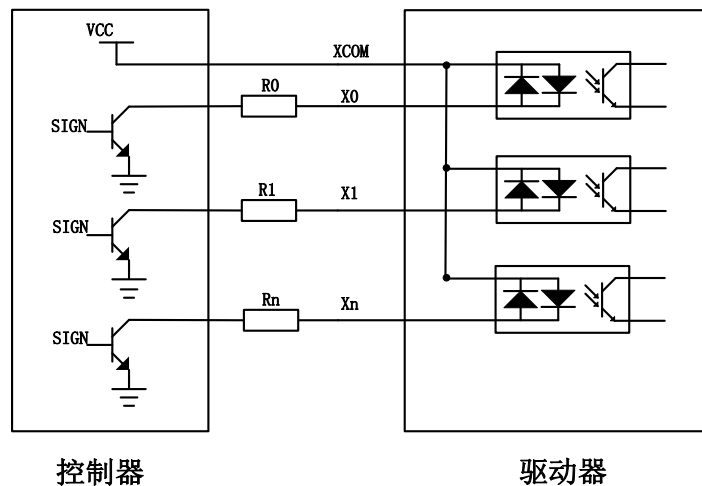 VCC
XCOM
R0
X0
SIGN
R1
X1
SIGN
Rn
Xn
SIGN
控制器
驱动器